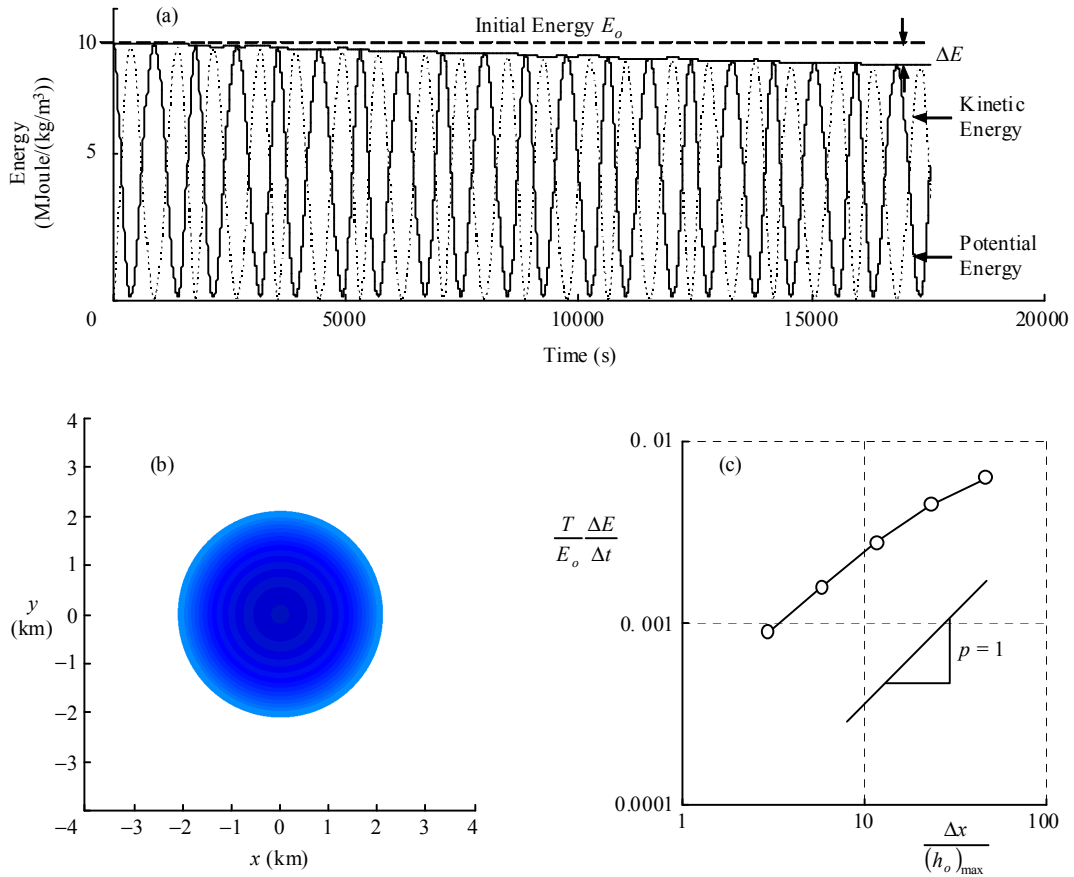 (a)
Initial Energy E_o
10
ΔE
Energy
(MJoule/(kg/m³)
Kinetic
Energy
5
Potential
Energy
0
5000
10000
15000
20000
Time (s)
4
3
2
1
0
−1
−2
−3
−4
(b)
y
(km)
−4
−3
−2
−1
0
1
2
3
4
x (km)
0. 01
(c)
T/E_o ΔE/Δt
0. 001
p = 1
0.0001
1
10
100
Δx/(h_o)_max